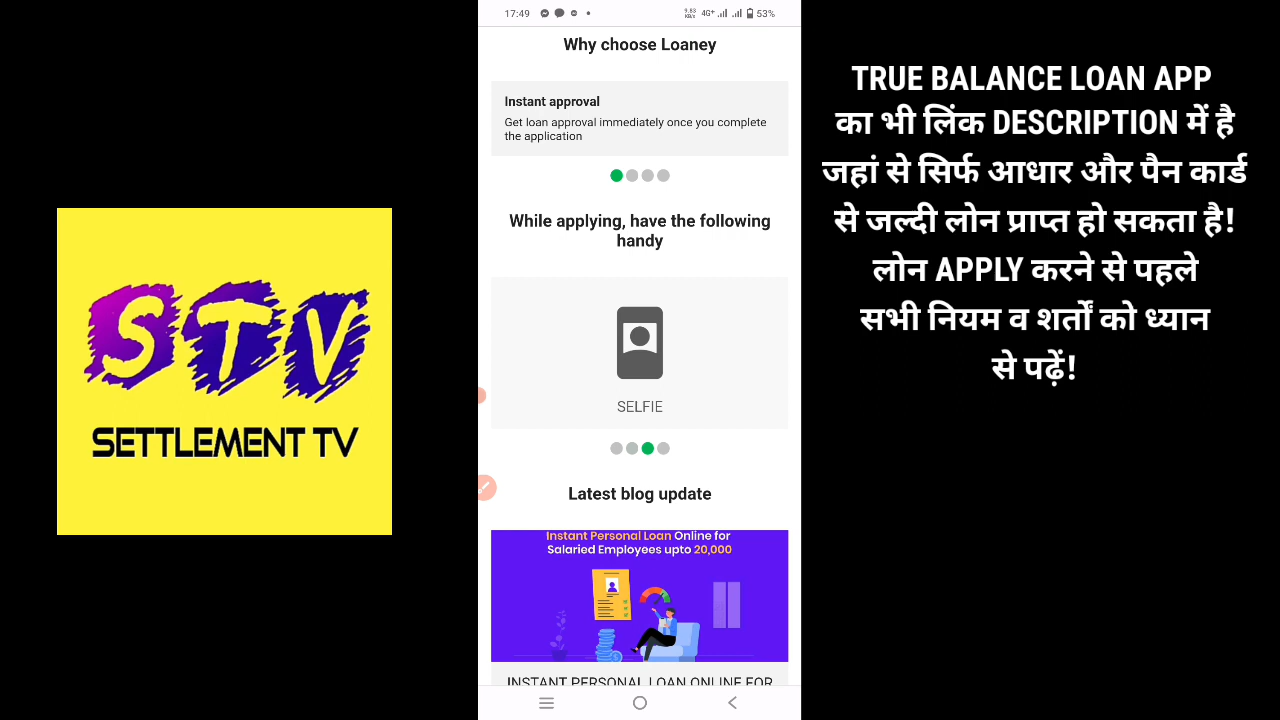 STV
SETTLEMENT TV
17:49
9.83
KB/s
4G+
53%
Why choose Loaney
Instant approval
Get loan approval immediately once you complete
the application
While applying, have the following
handy
SELFIE
Latest blog update
Instant Personal Loan Online for
Salaried Employees upto 20,000
INSTANT PERSONAL LOAN ONLINE FOR
TRUE BALANCE LOAN APP
का भी लिंक DESCRIPTION में है
जहां से सिर्फ आधार और पैन कार्ड
से जल्दी लोन प्राप्त हो सकता है!
लोन APPLY करने से पहले
सभी नियम व शर्तों को ध्यान
से पढ़ें!